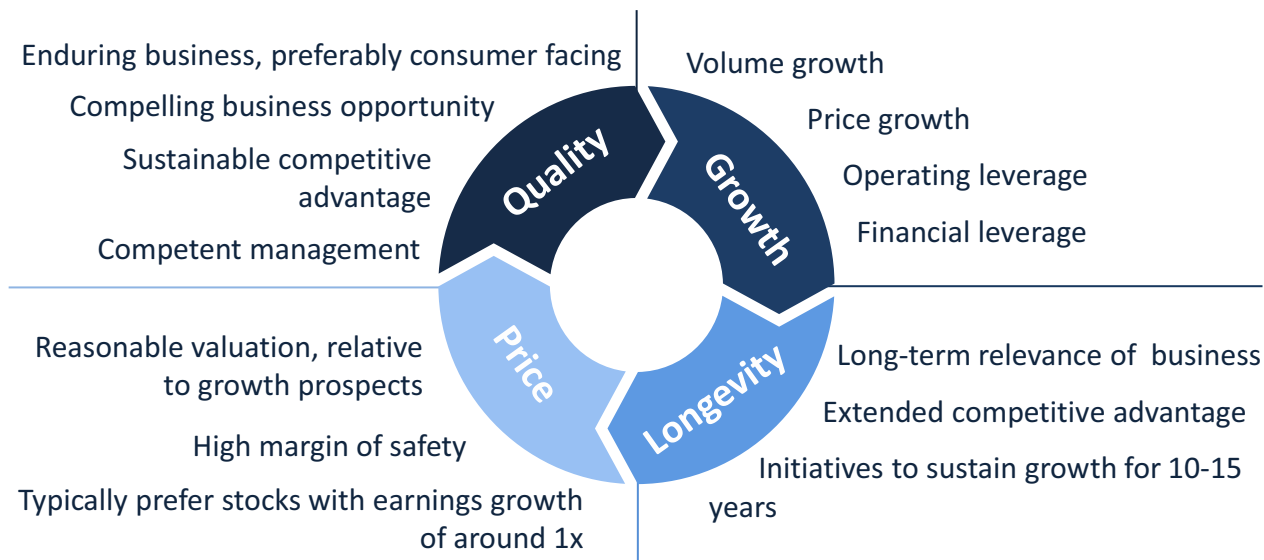 Enduring business, preferably consumer facing
Compelling business opportunity
Sustainable competitive
advantage
Competent management
Quality
Volume growth
Price growth
Operating leverage
Financial leverage
Growth
Reasonable valuation, relative
to growth prospects
High margin of safety
Typically prefer stocks with earnings growth
of around 1x
Price
Longevity
Long-term relevance of business
Extended competitive advantage
Initiatives to sustain growth for 10-15
years